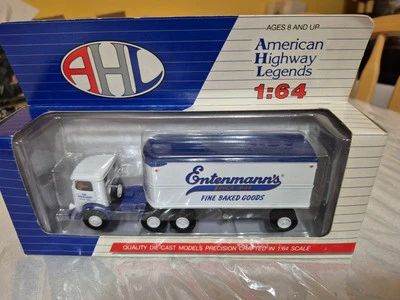 AHL
AGES 8 AND UP
American
Highway
Legends
1:64
Entenmann's
FINE BAKED GOODS
QUALITY DIE-CAST MODELS PRECISION CRAFTED IN 1:64 SCALE